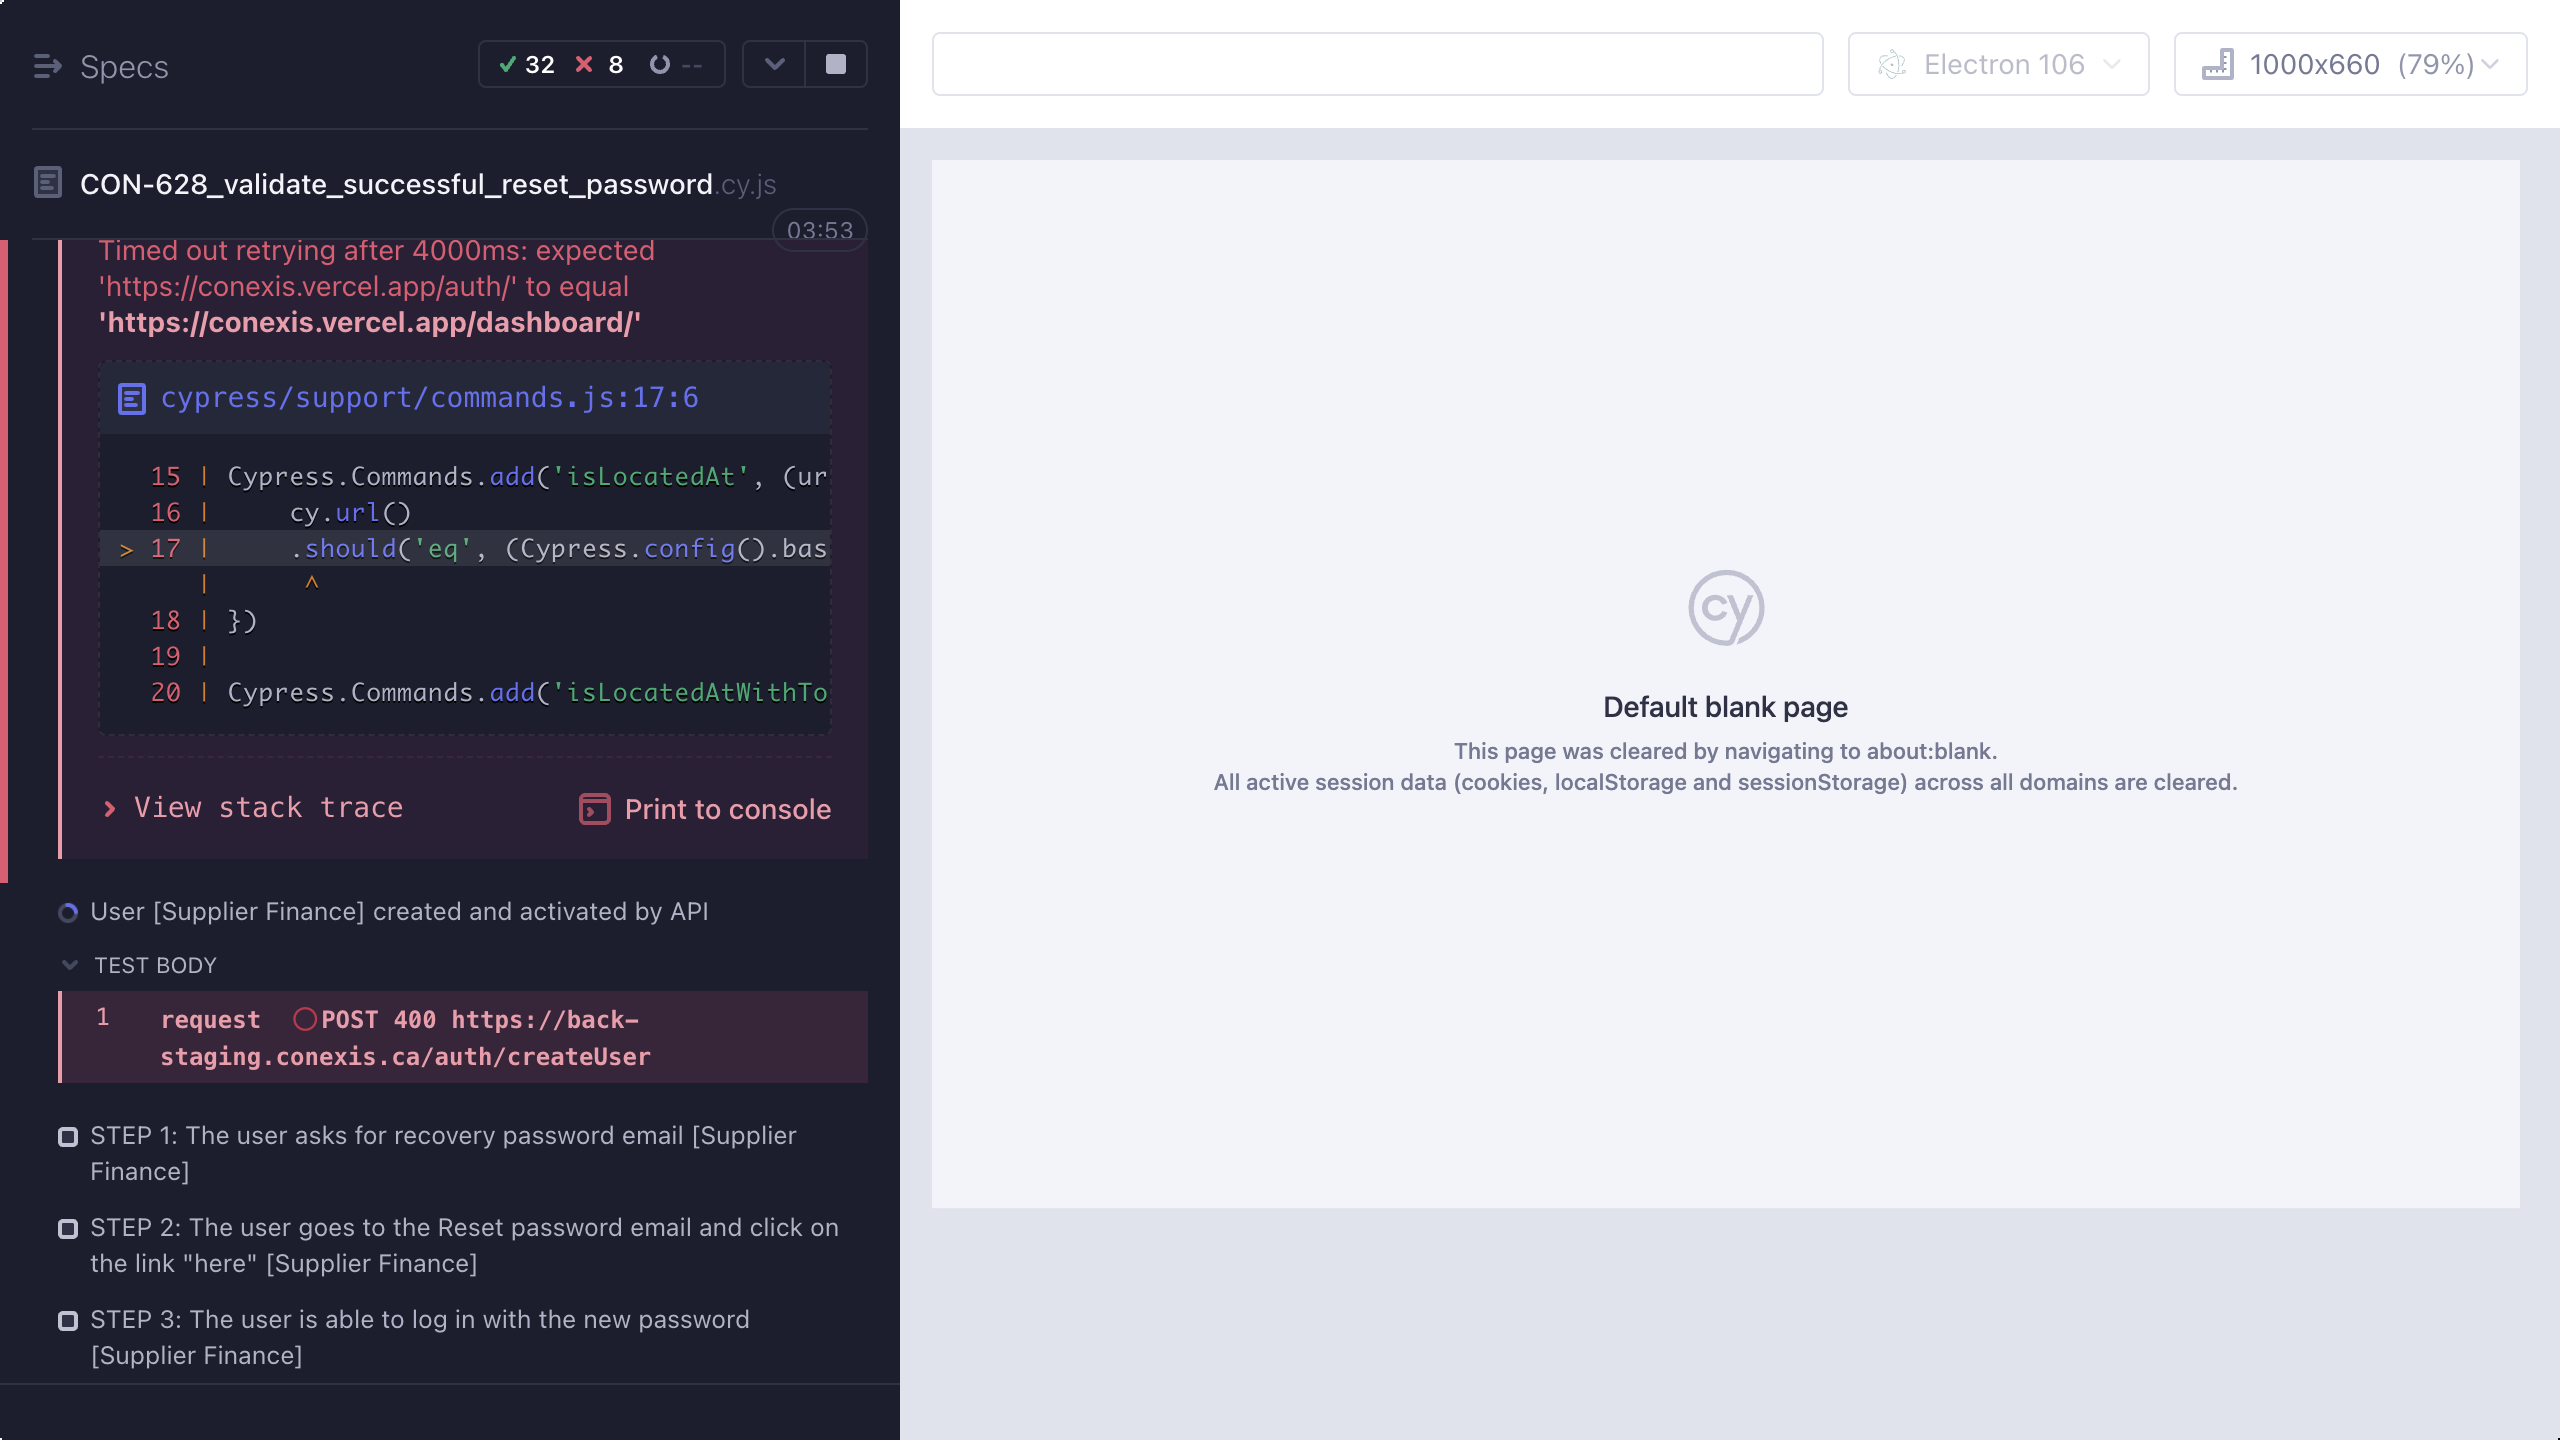 Specs
32 8 --
CON-628_validate_successful_reset_password.cy.js
03:53
Timed out retrying after 4000ms: expected
'https://conexis.vercel.app/auth/' to equal
'https://conexis.vercel.app/dashboard/'
cypress/support/commands.js:17:6
15 | Cypress.Commands.add('isLocatedAt', (ur
16 |     cy.url()
> 17 |     .should('eq', (Cypress.config().bas
|      ^
18 | })
19 |
20 | Cypress.Commands.add('isLocatedAtWithTo
View stack trace
Print to console
User [Supplier Finance] created and activated by API
TEST BODY
1 request POST 400 https://back-
staging.conexis.ca/auth/createUser
STEP 1: The user asks for recovery password email [Supplier
Finance]
STEP 2: The user goes to the Reset password email and click on
the link "here" [Supplier Finance]
STEP 3: The user is able to log in with the new password
[Supplier Finance]
Electron 106
1000x660 (79%)
cy
Default blank page
This page was cleared by navigating to about:blank.
All active session data (cookies, localStorage and sessionStorage) across all domains are cleared.